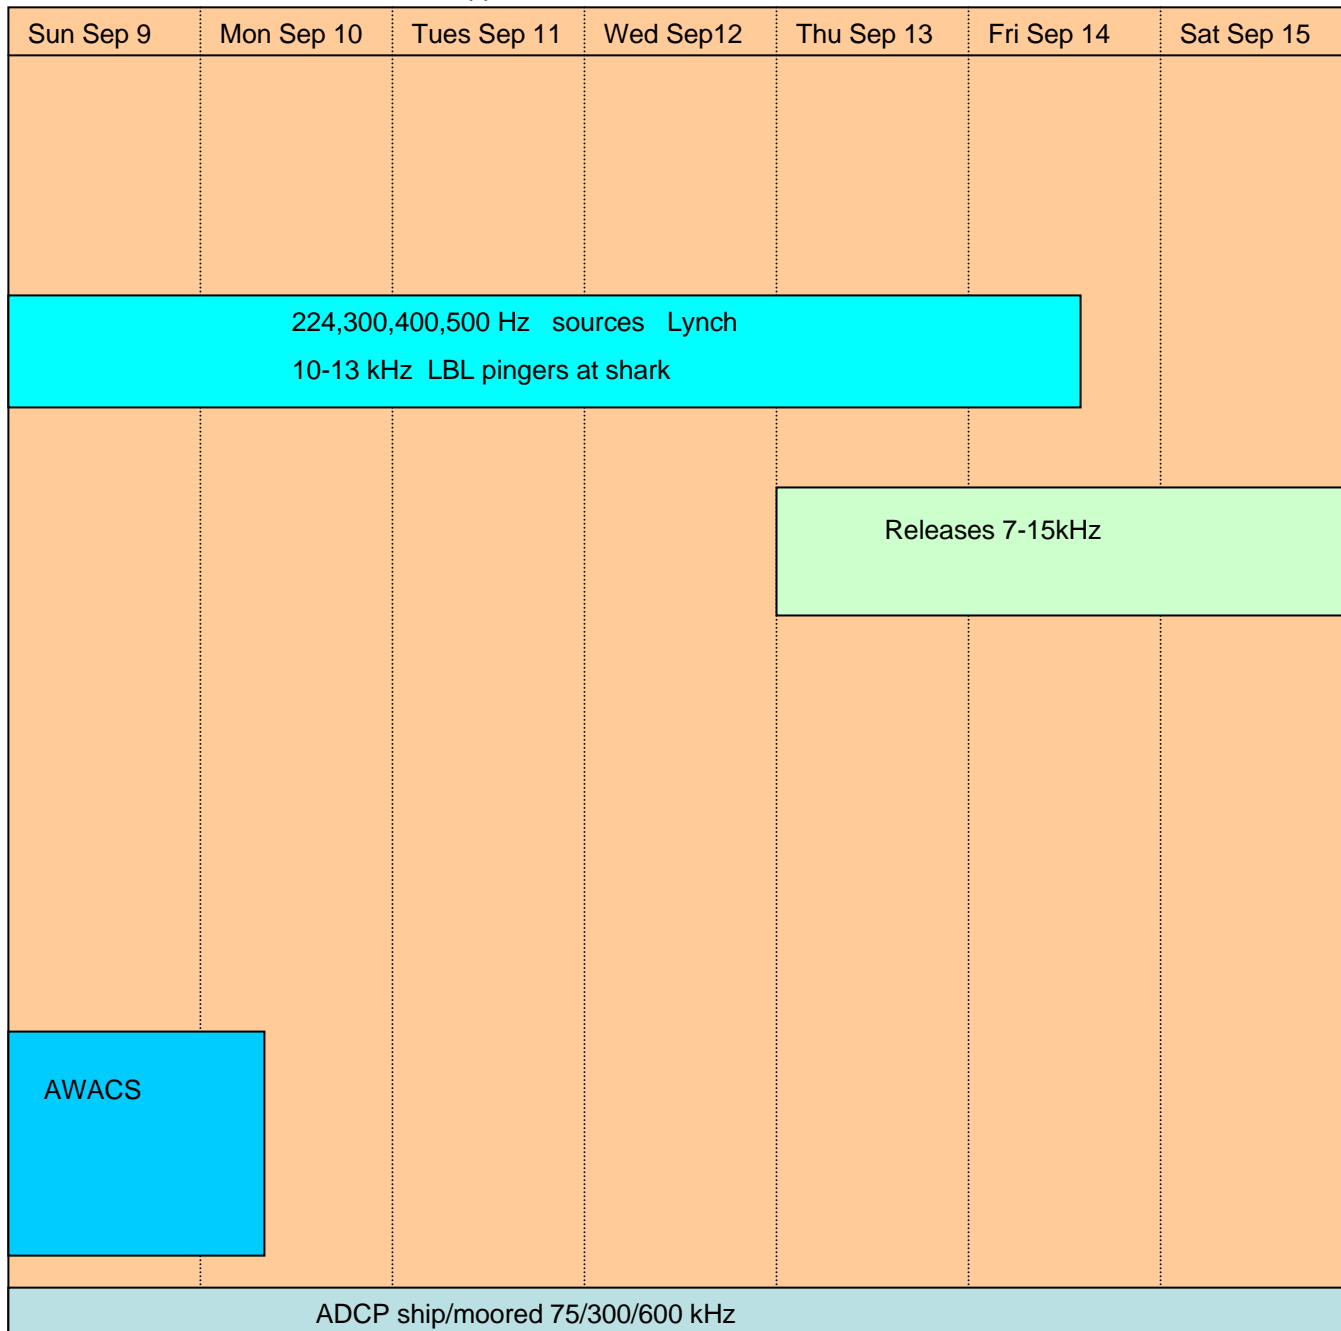 Sun Sep 9 Mon Sep 10 Tues Sep 11 Wed Sep12 Thu Sep 13 Fri Sep 14 Sat Sep 15
224,300,400,500 Hz sources Lynch
10-13 kHz LBL pingers at shark
Releases 7-15kHz
AWACS
ADCP ship/moored 75/300/600 kHz